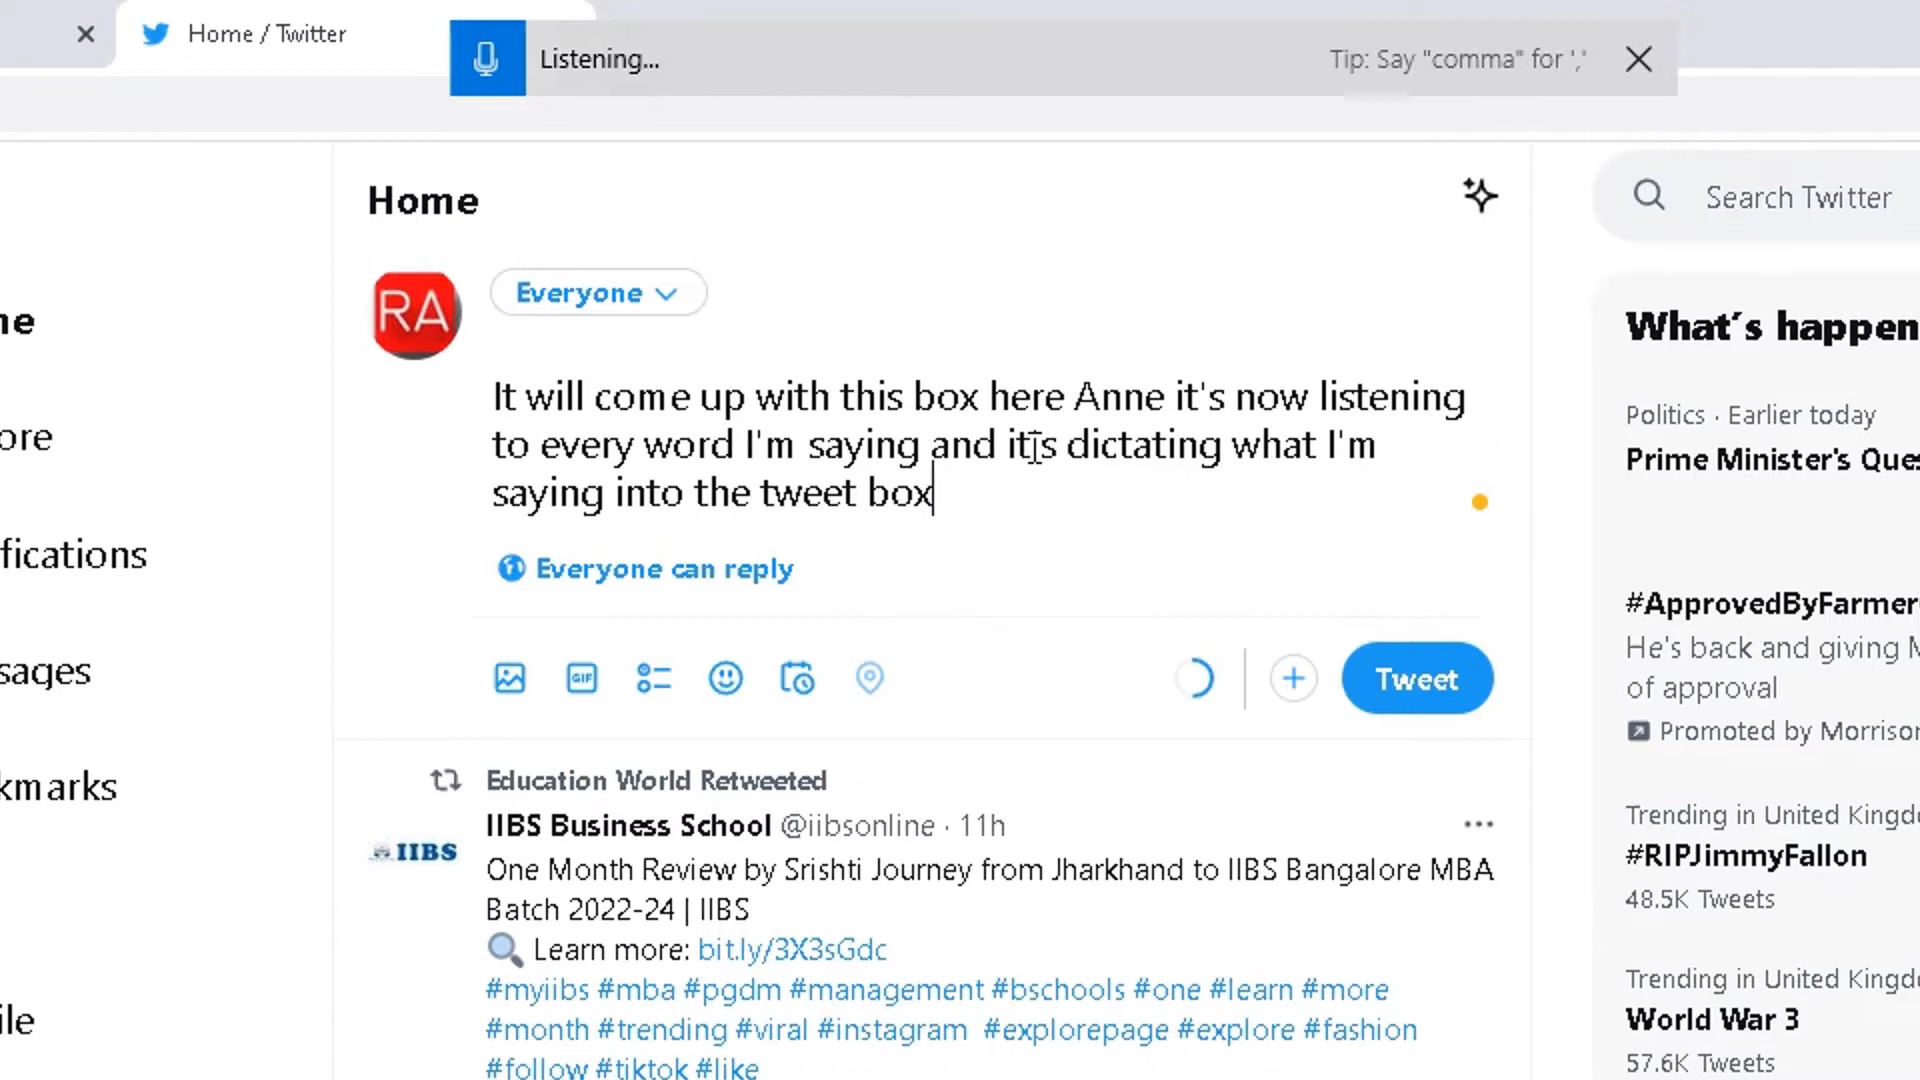 Home / Twitter
Listening...
Tip: Say "comma" for ','
Home
Search Twitter
RA
Everyone
It will come up with this box here Anne it's now listening
to every word I'm saying and it's dictating what I'm
saying into the tweet box
Everyone can reply
GIF
Tweet
Education World Retweeted
IIBS Business School @iibsonline · 11h
IIBS
One Month Review by Srishti Journey from Jharkhand to IIBS Bangalore MBA
Batch 2022-24 | IIBS
Learn more: bit.ly/3X3sGdc
#myiibs #mba #pgdm #management #bschools #one #learn #more
#month #trending #viral #instagram #explorepage #explore #fashion
#follow #tiktok #like
ne
ore
fications
sages
kmarks
ile
What's happen
Politics · Earlier today
Prime Minister's Ques
#ApprovedByFarmer
He's back and giving M
of approval
Promoted by Morrison
Trending in United Kingdo
#RIPJimmyFallon
48.5K Tweets
Trending in United Kingdo
World War 3
57.6K Tweets